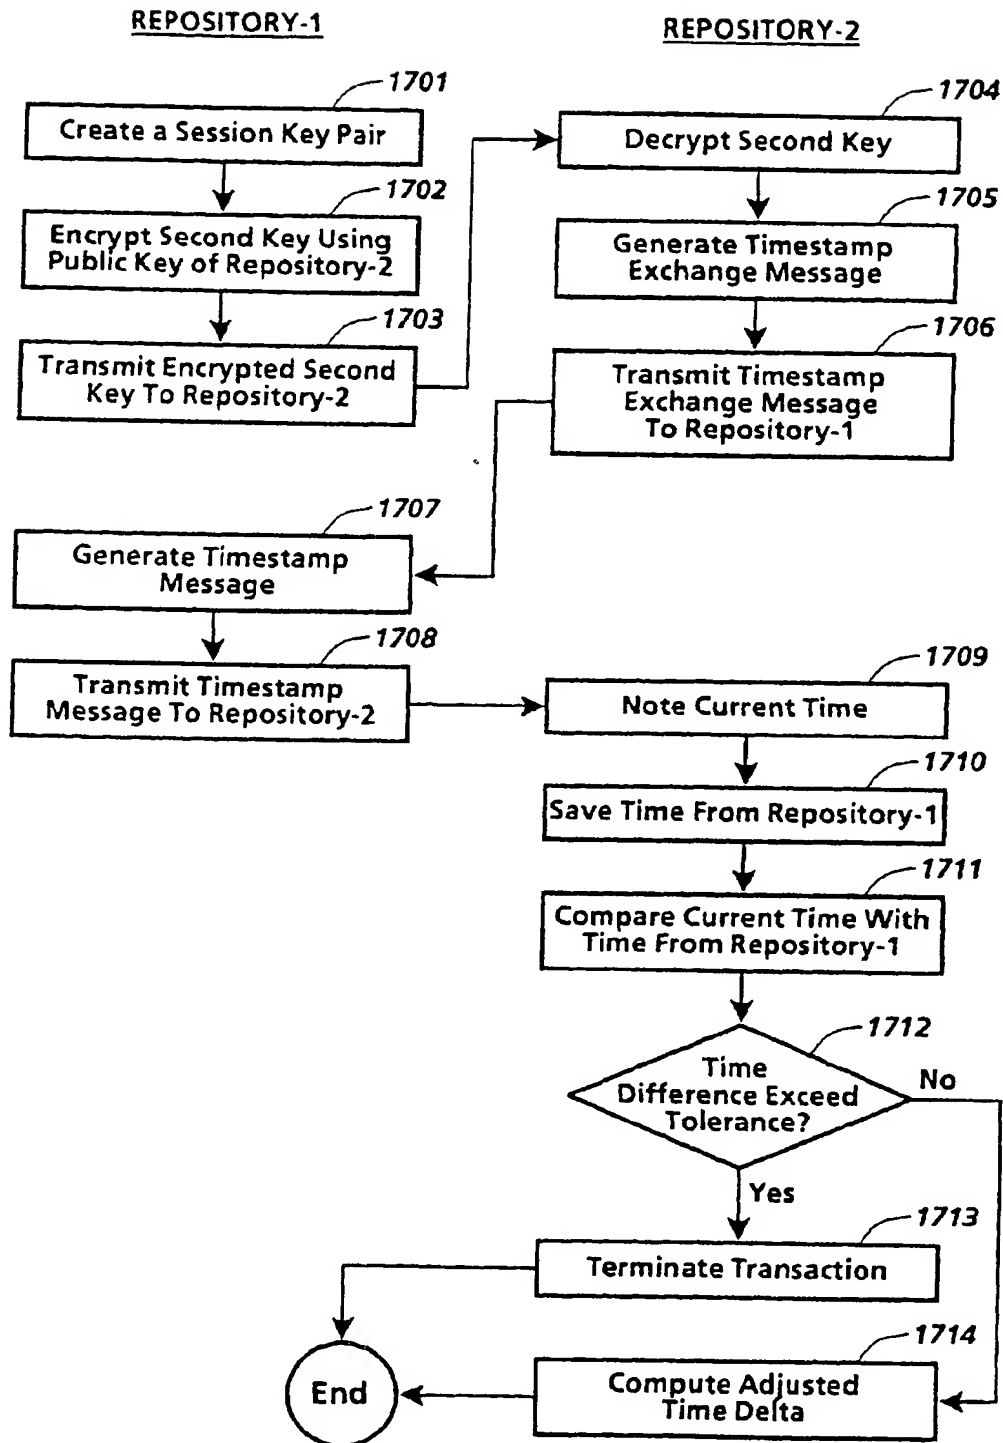 REPOSITORY-1
REPOSITORY-2
1701
Create a Session Key Pair
1702
Encrypt Second Key Using
Public Key of Repository-2
1703
Transmit Encrypted Second
Key To Repository-2
1704
Decrypt Second Key
1705
Generate Timestamp
Exchange Message
1706
Transmit Timestamp
Exchange Message
To Repository-1
1707
Generate Timestamp
Message
1708
Transmit Timestamp
Message To Repository-2
1709
Note Current Time
1710
Save Time From Repository-1
1711
Compare Current Time With
Time From Repository-1
1712
Time
Difference Exceed
Tolerance?
No
Yes
1713
Terminate Transaction
1714
Compute Adjusted
Time Delta
End